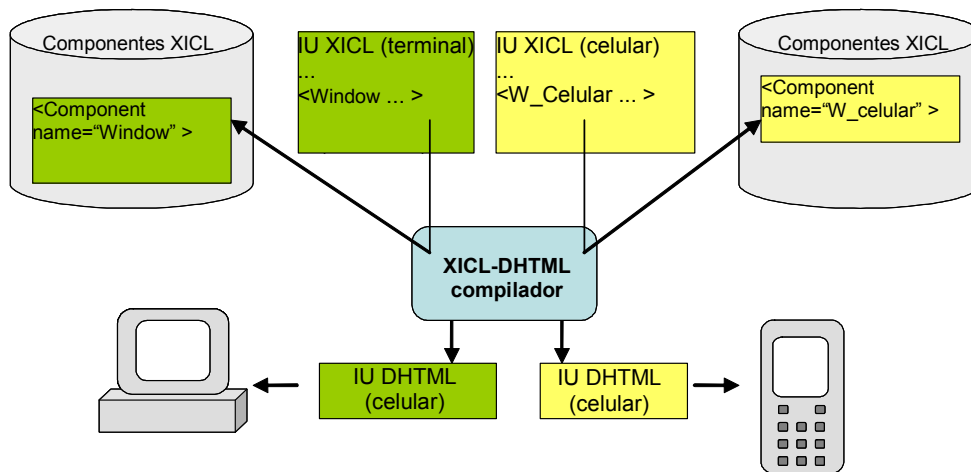 Componentes XICL
<Component
name="Window" >
IU XICL (terminal)
...
<Window ... >
IU XICL (celular)
...
<W_Celular ... >
Componentes XICL
<Component
name="W_celular" >
XICL-DHTML
compilador
IU DHTML
(celular)
IU DHTML
(celular)